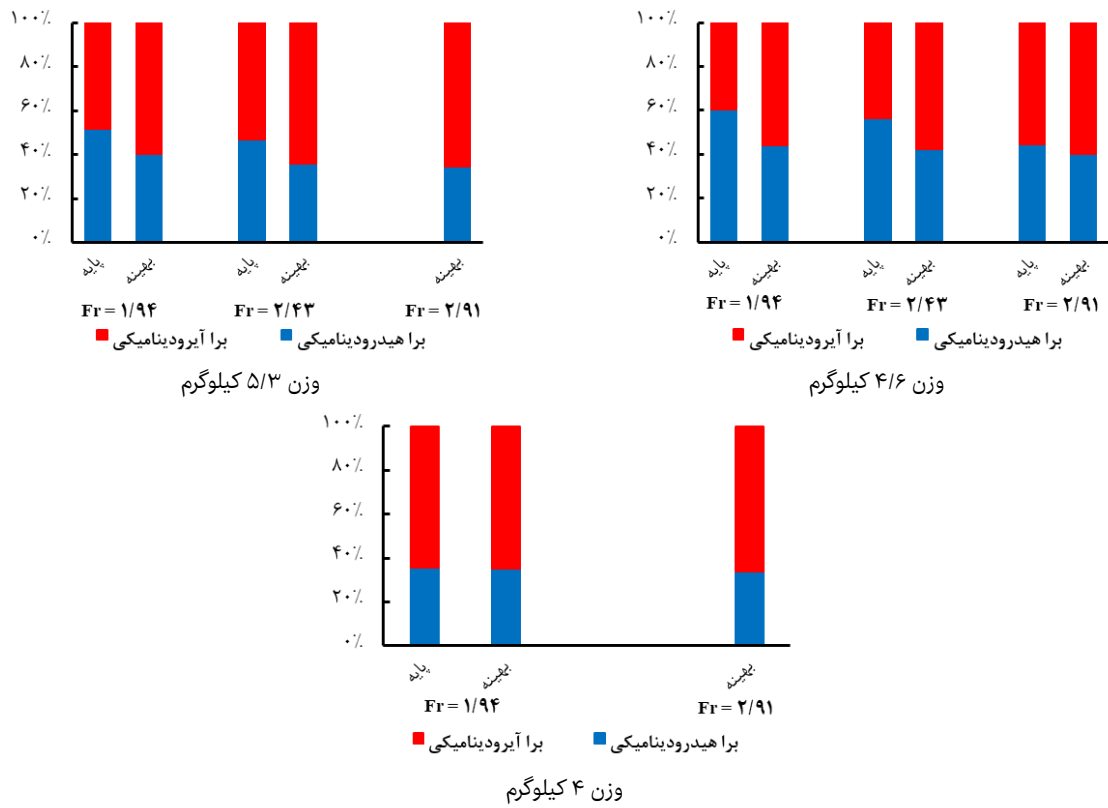 ۱۰۰٪
۸۰٪
۶۰٪
۴۰٪
۲۰٪
۰٪
پایه
بهینه
پایه
بهینه
بهینه
Fr = ۱/۹۴
Fr = ۲/۴۳
Fr = ۲/۹۱
برا آیرودینامیکی
برا هیدرودینامیکی
وزن ۵/۳ کیلوگرم
۱۰۰٪
۸۰٪
۶۰٪
۴۰٪
۲۰٪
۰٪
پایه
بهینه
پایه
بهینه
پایه
بهینه
Fr = ۱/۹۴
Fr = ۲/۴۳
Fr = ۲/۹۱
برا آیرودینامیکی
برا هیدرودینامیکی
وزن ۴/۶ کیلوگرم
۱۰۰٪
۸۰٪
۶۰٪
۴۰٪
۲۰٪
۰٪
پایه
بهینه
بهینه
Fr = ۱/۹۴
Fr = ۲/۹۱
برا آیرودینامیکی
برا هیدرودینامیکی
وزن ۴ کیلوگرم